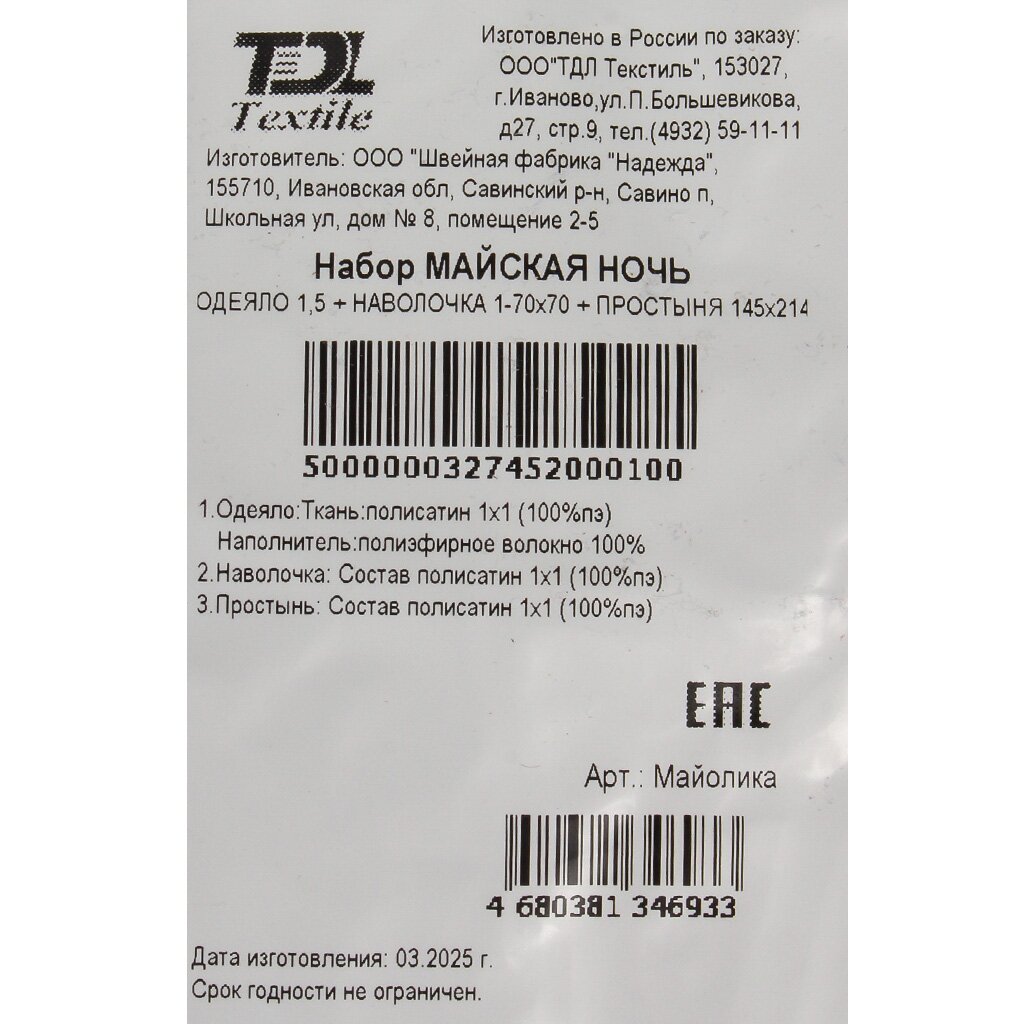 TDL
Textile
Изготовлено в России по заказу:
ООО"ТДЛ Текстиль", 153027,
г.Иваново,ул.П.Большевикова,
д27, стр.9, тел.(4932) 59-11-11
Изготовитель: ООО "Швейная фабрика "Надежда",
155710, Ивановская обл, Савинский р-н, Савино п,
Школьная ул, дом № 8, помещение 2-5
Набор МАЙСКАЯ НОЧЬ
ОДЕЯЛО 1,5 + НАВОЛОЧКА 1-70х70 + ПРОСТЫНЯ 145х214
5000000327452000100
1.Одеяло:Ткань:полисатин 1х1 (100%пэ)
Наполнитель:полиэфирное волокно 100%
2.Наволочка: Состав полисатин 1х1 (100%пэ)
3.Простынь: Состав полисатин 1х1 (100%пэ)
EAC
Арт.: Майолика
4 680381 346933
Дата изготовления: 03.2025 г.
Срок годности не ограничен.